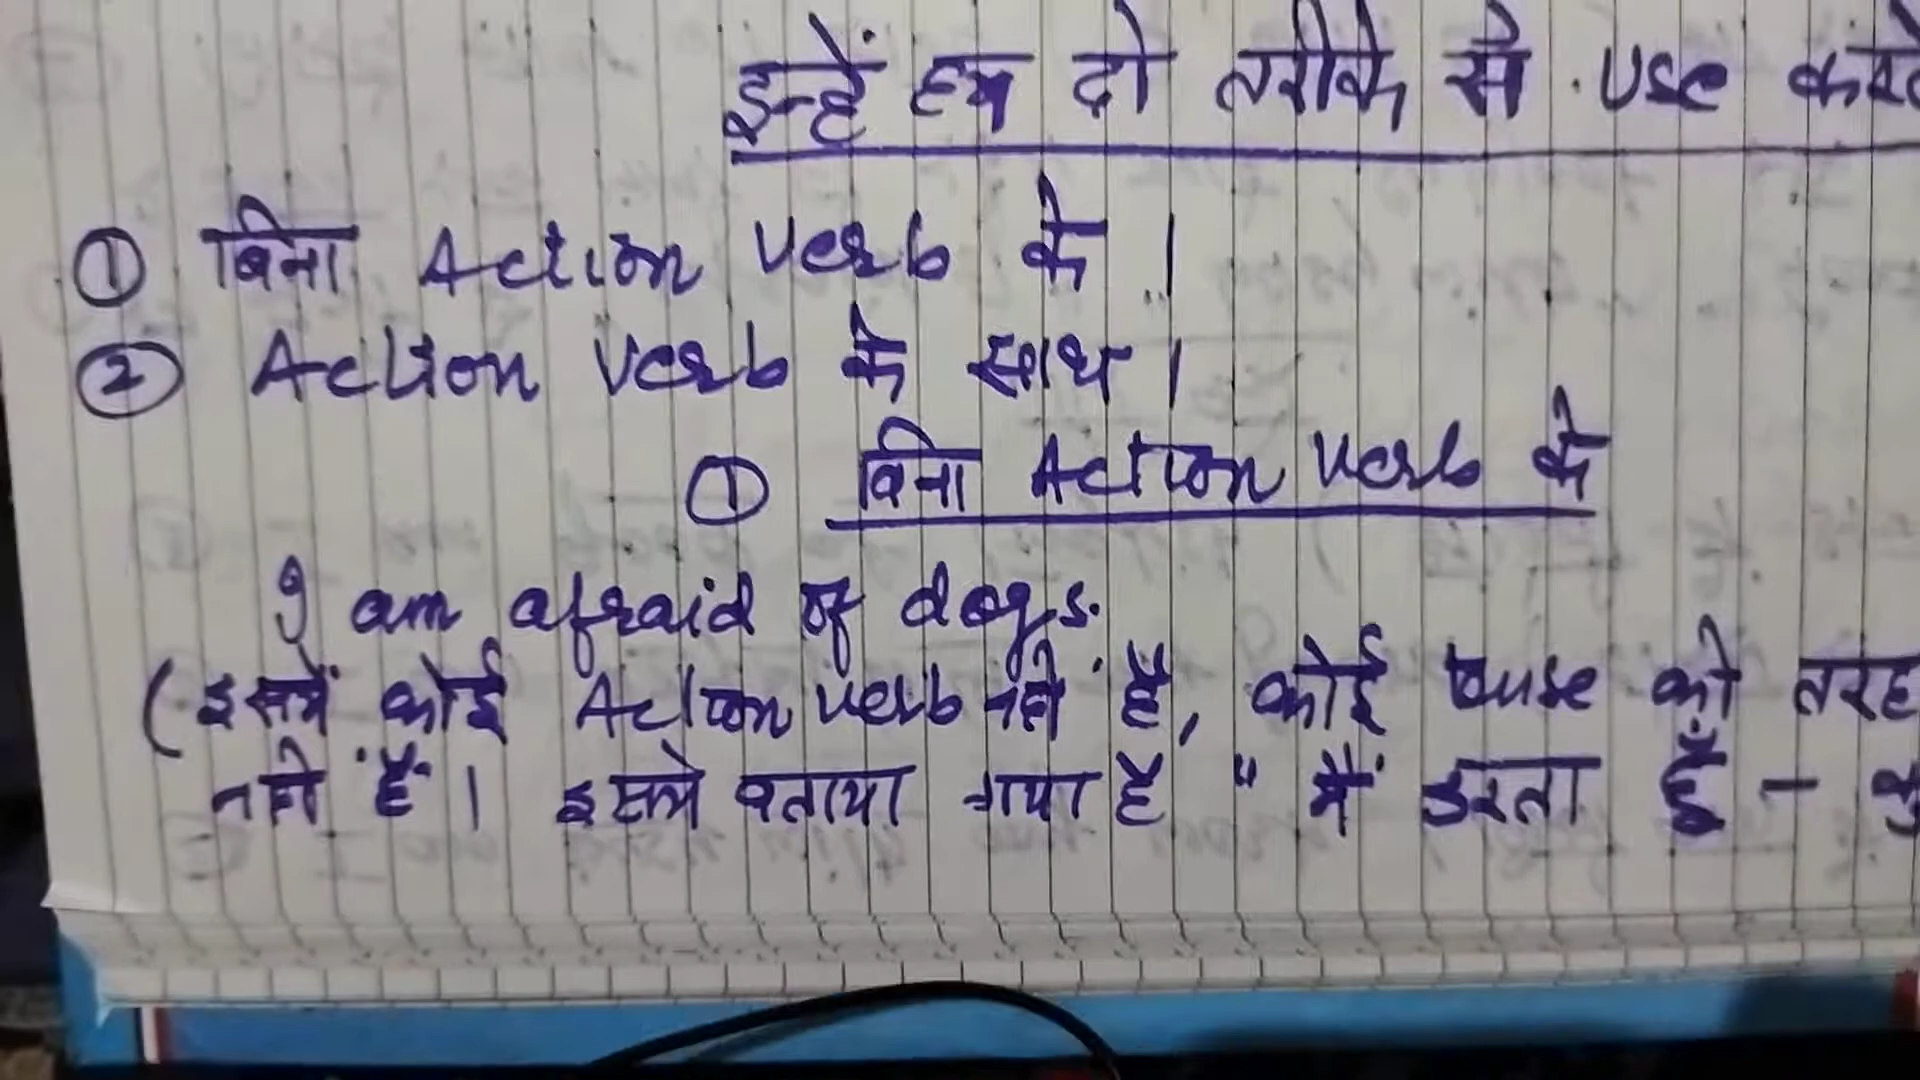 इन्हें हम दो तरीके से use करते
① बिना Action verb के ।
② Action verb के साथ ।
① बिना Action verb के
I am afraid of dogs.
(इसमें कोई Action verb नही है, कोई की तरह
नही है । इसमे बताया गया है " मैं डरता हूँ -